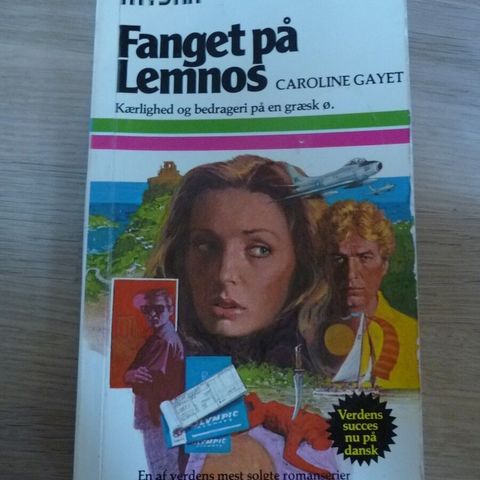 Fanget på
Lemnos CAROLINE GAYET
Kærlighed og bedrageri på en græsk ø.
OLYMPIC
OLYMPIC
Verdens
succes
nu på
dansk
En af verdens mest solgte romanserier